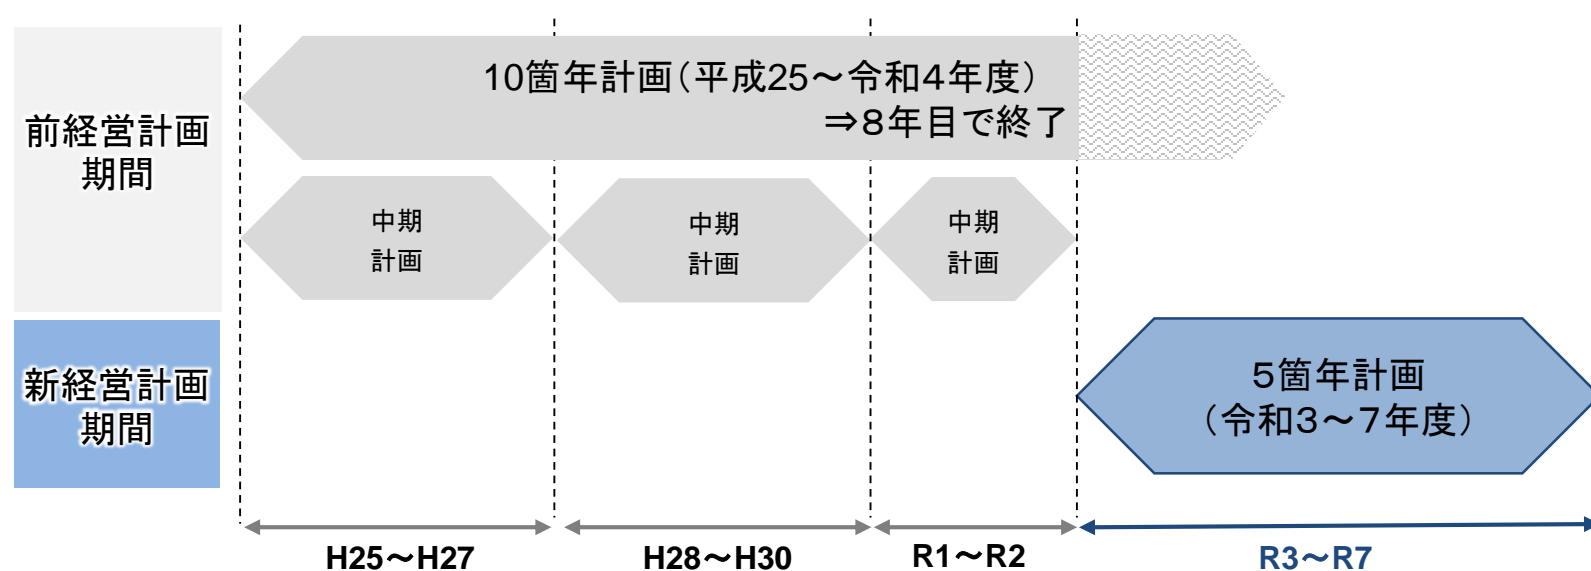 前経営計画
期間
10箇年計画（平成25～令和４年度）
⇒８年目で終了
中期
計画
中期
計画
中期
計画
新経営計画
期間
５箇年計画
（令和３～７年度）
H25～H27
H28～H30
R1～R2
R3～R7